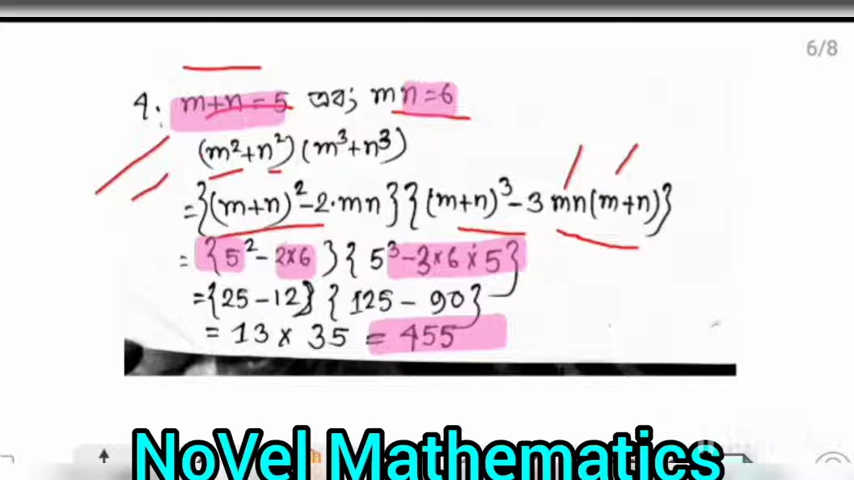 6/8
৭. m+n=5 এবং mn=6
(m²+n²)(m³+n³)
={(m+n)²-2·mn}{(m+n)³-3mn(m+n)}
={5²-2×6}{5³-3×6×5}
={25-12}{125-90}
=13×35=455
NoVel Mathematics